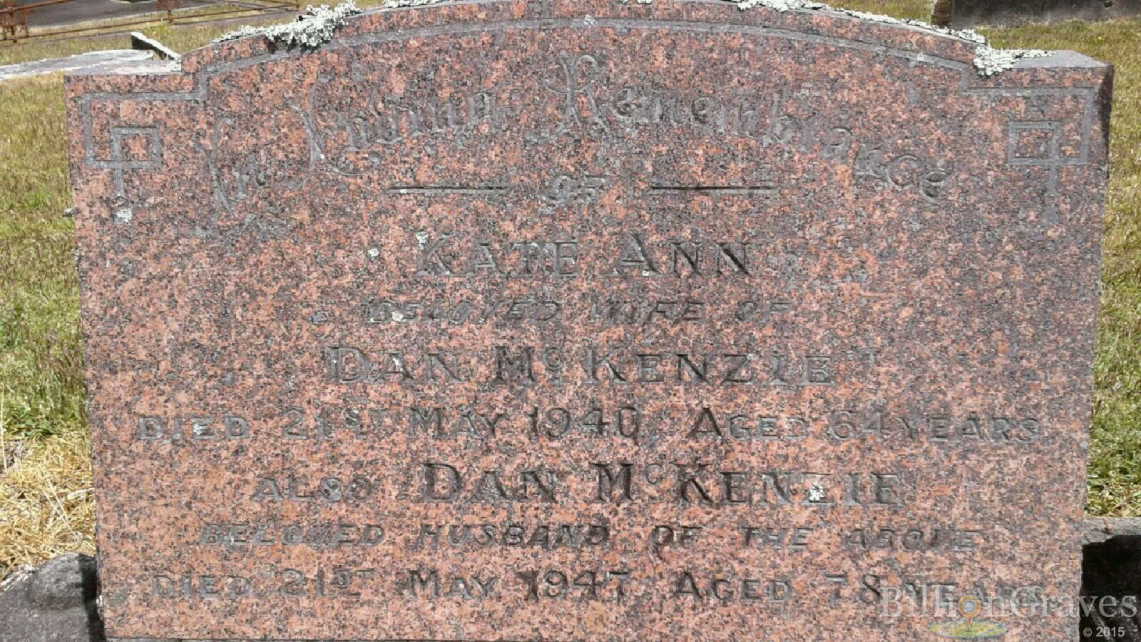 In Loving Remembrance
OF
KATE ANN
BELOVED WIFE OF
DAN McKENZIE
DIED 21ST MAY 1940, AGED 64 YEARS
ALSO DAN McKENZIE
BELOVED HUSBAND OF THE ABOVE
DIED 21ST MAY 1947, AGED 78 YEARS
BillionGraves
© 2015